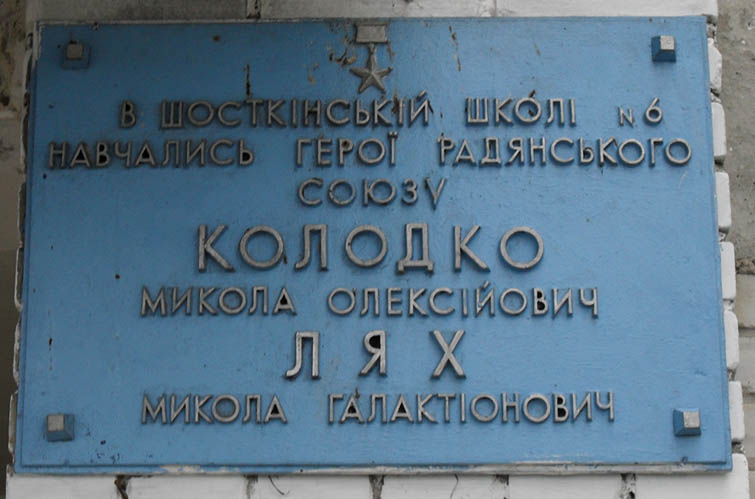 В ШОСТКІНСЬКІЙ ШКОЛІ №6
НАВЧАЛИСЬ ГЕРОЇ РАДЯНСЬКОГО
СОЮЗУ
КОЛОДКО
МИКОЛА ОЛЕКСІЙОВИЧ
ЛЯХ
МИКОЛА ГАЛАКТІОНОВИЧ